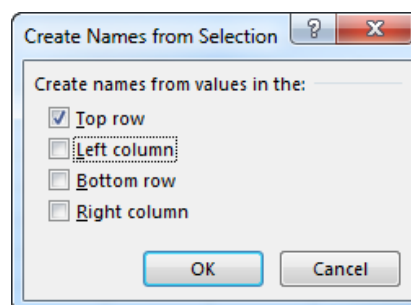 Create Names from Selection
Create names from values in the:
Top row
Left column
Bottom row
Right column
OK Cancel